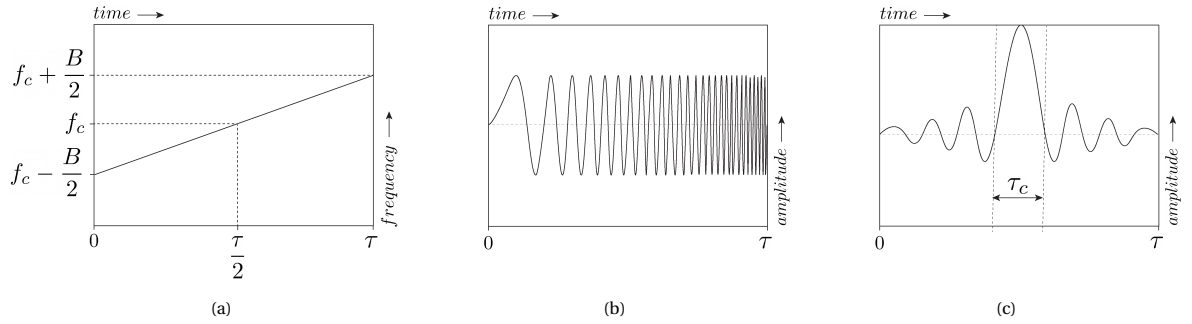 time →
f_c + B/2
f_c
f_c − B/2
frequency →
0
τ/2
τ
(a)
time →
amplitude →
0
τ
(b)
time →
amplitude →
τ_c
0
τ
(c)